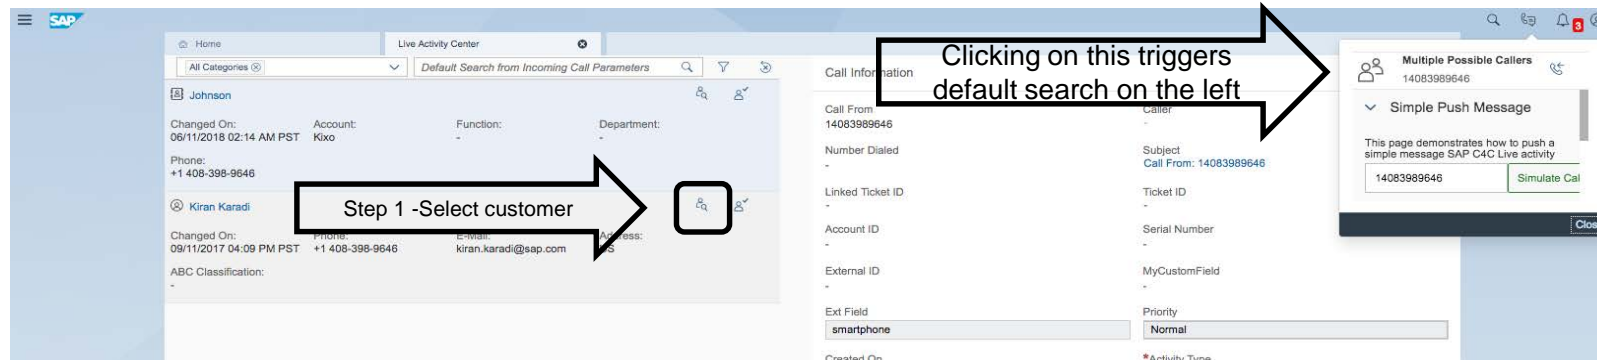 SAP
3
Home
Live Activity Center
All Categories
Default Search from Incoming Call Parameters
Johnson
Changed On:
06/11/2018 02:14 AM PST
Account:
Kixo
Function:
-
Department:
-
Phone:
+1 408-398-9646
Kiran Karadi
Changed On:
09/11/2017 04:09 PM PST
Phone:
+1 408-398-9646
E-Mail:
kiran.karadi@sap.com
ABC Classification:
-
Step 1 -Select customer
Clicking on this triggers
default search on the left
Call Information
Call From
14083989646
Caller
-
Number Dialed
-
Subject
Call From: 14083989646
Linked Ticket ID
-
Ticket ID
-
Account ID
-
Serial Number
-
External ID
-
MyCustomField
-
Ext Field
smartphone
Priority
Normal
Created On
*Activity Type
Multiple Possible Callers
14083989646
Simple Push Message
This page demonstrates how to push a
simple message SAP C4C Live activity
14083989646
Simulate Cal
Clos